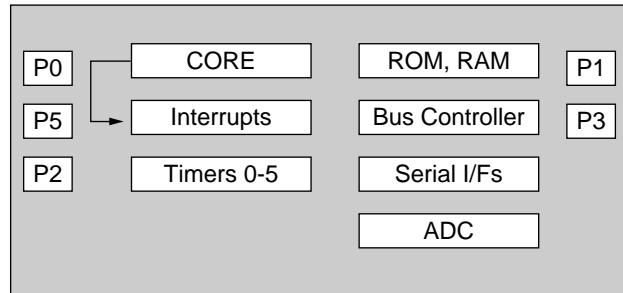 P0
CORE
ROM, RAM
P1
P5
Interrupts
Bus Controller
P3
P2
Timers 0-5
Serial I/Fs
ADC